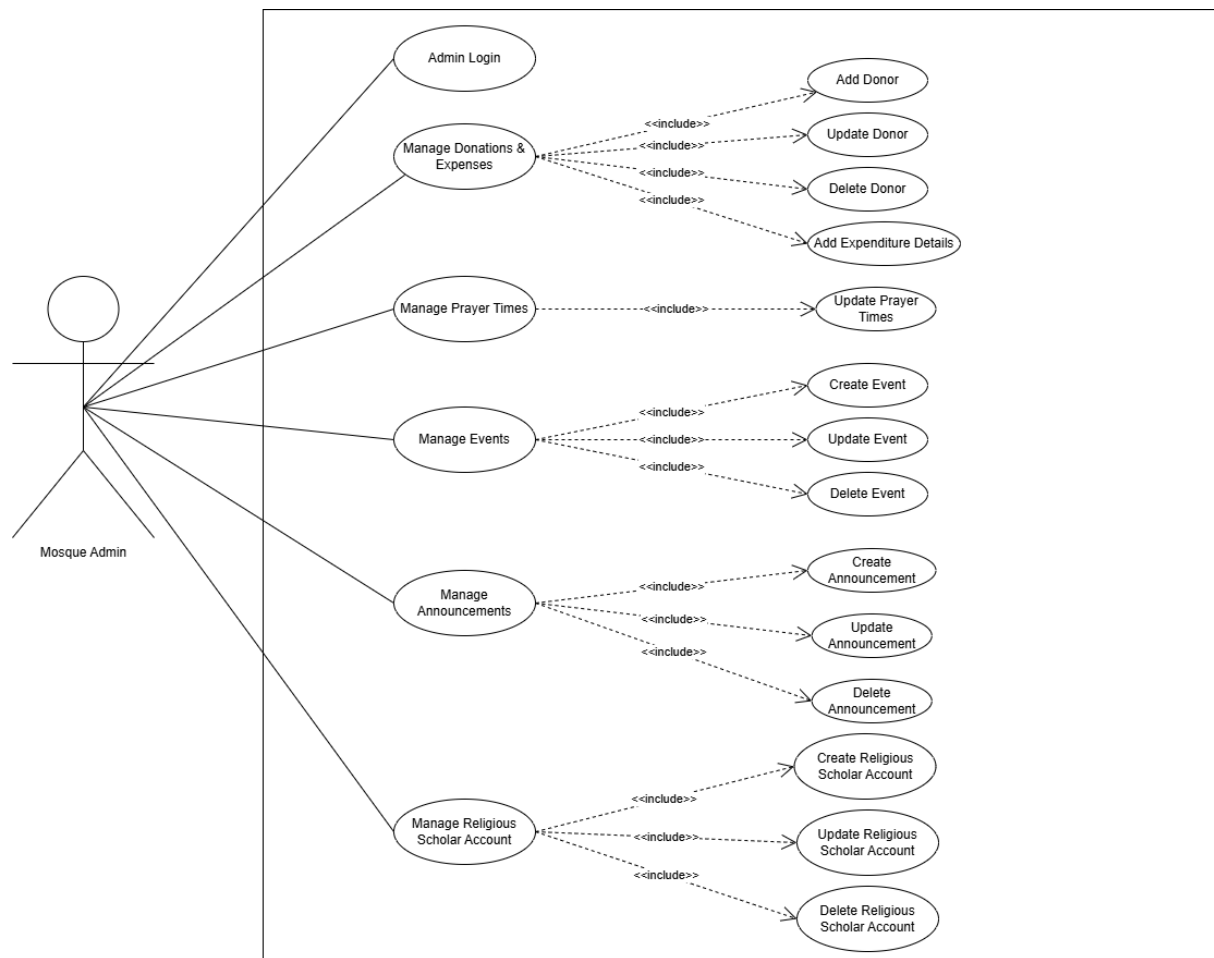 Admin Login
Manage Donations &
Expenses
<<include>>
Add Donor
<<include>>
Update Donor
<<include>>
Delete Donor
<<include>>
Add Expenditure Details
Manage Prayer Times
<<include>>
Update Prayer
Times
Manage Events
<<include>>
Create Event
<<include>>
Update Event
<<include>>
Delete Event
Mosque Admin
Manage
Announcements
<<include>>
Create
Announcement
<<include>>
Update
Announcement
<<include>>
Delete
Announcement
Manage Religious
Scholar Account
<<include>>
Create Religious
Scholar Account
<<include>>
Update Religious
Scholar Account
<<include>>
Delete Religious
Scholar Account